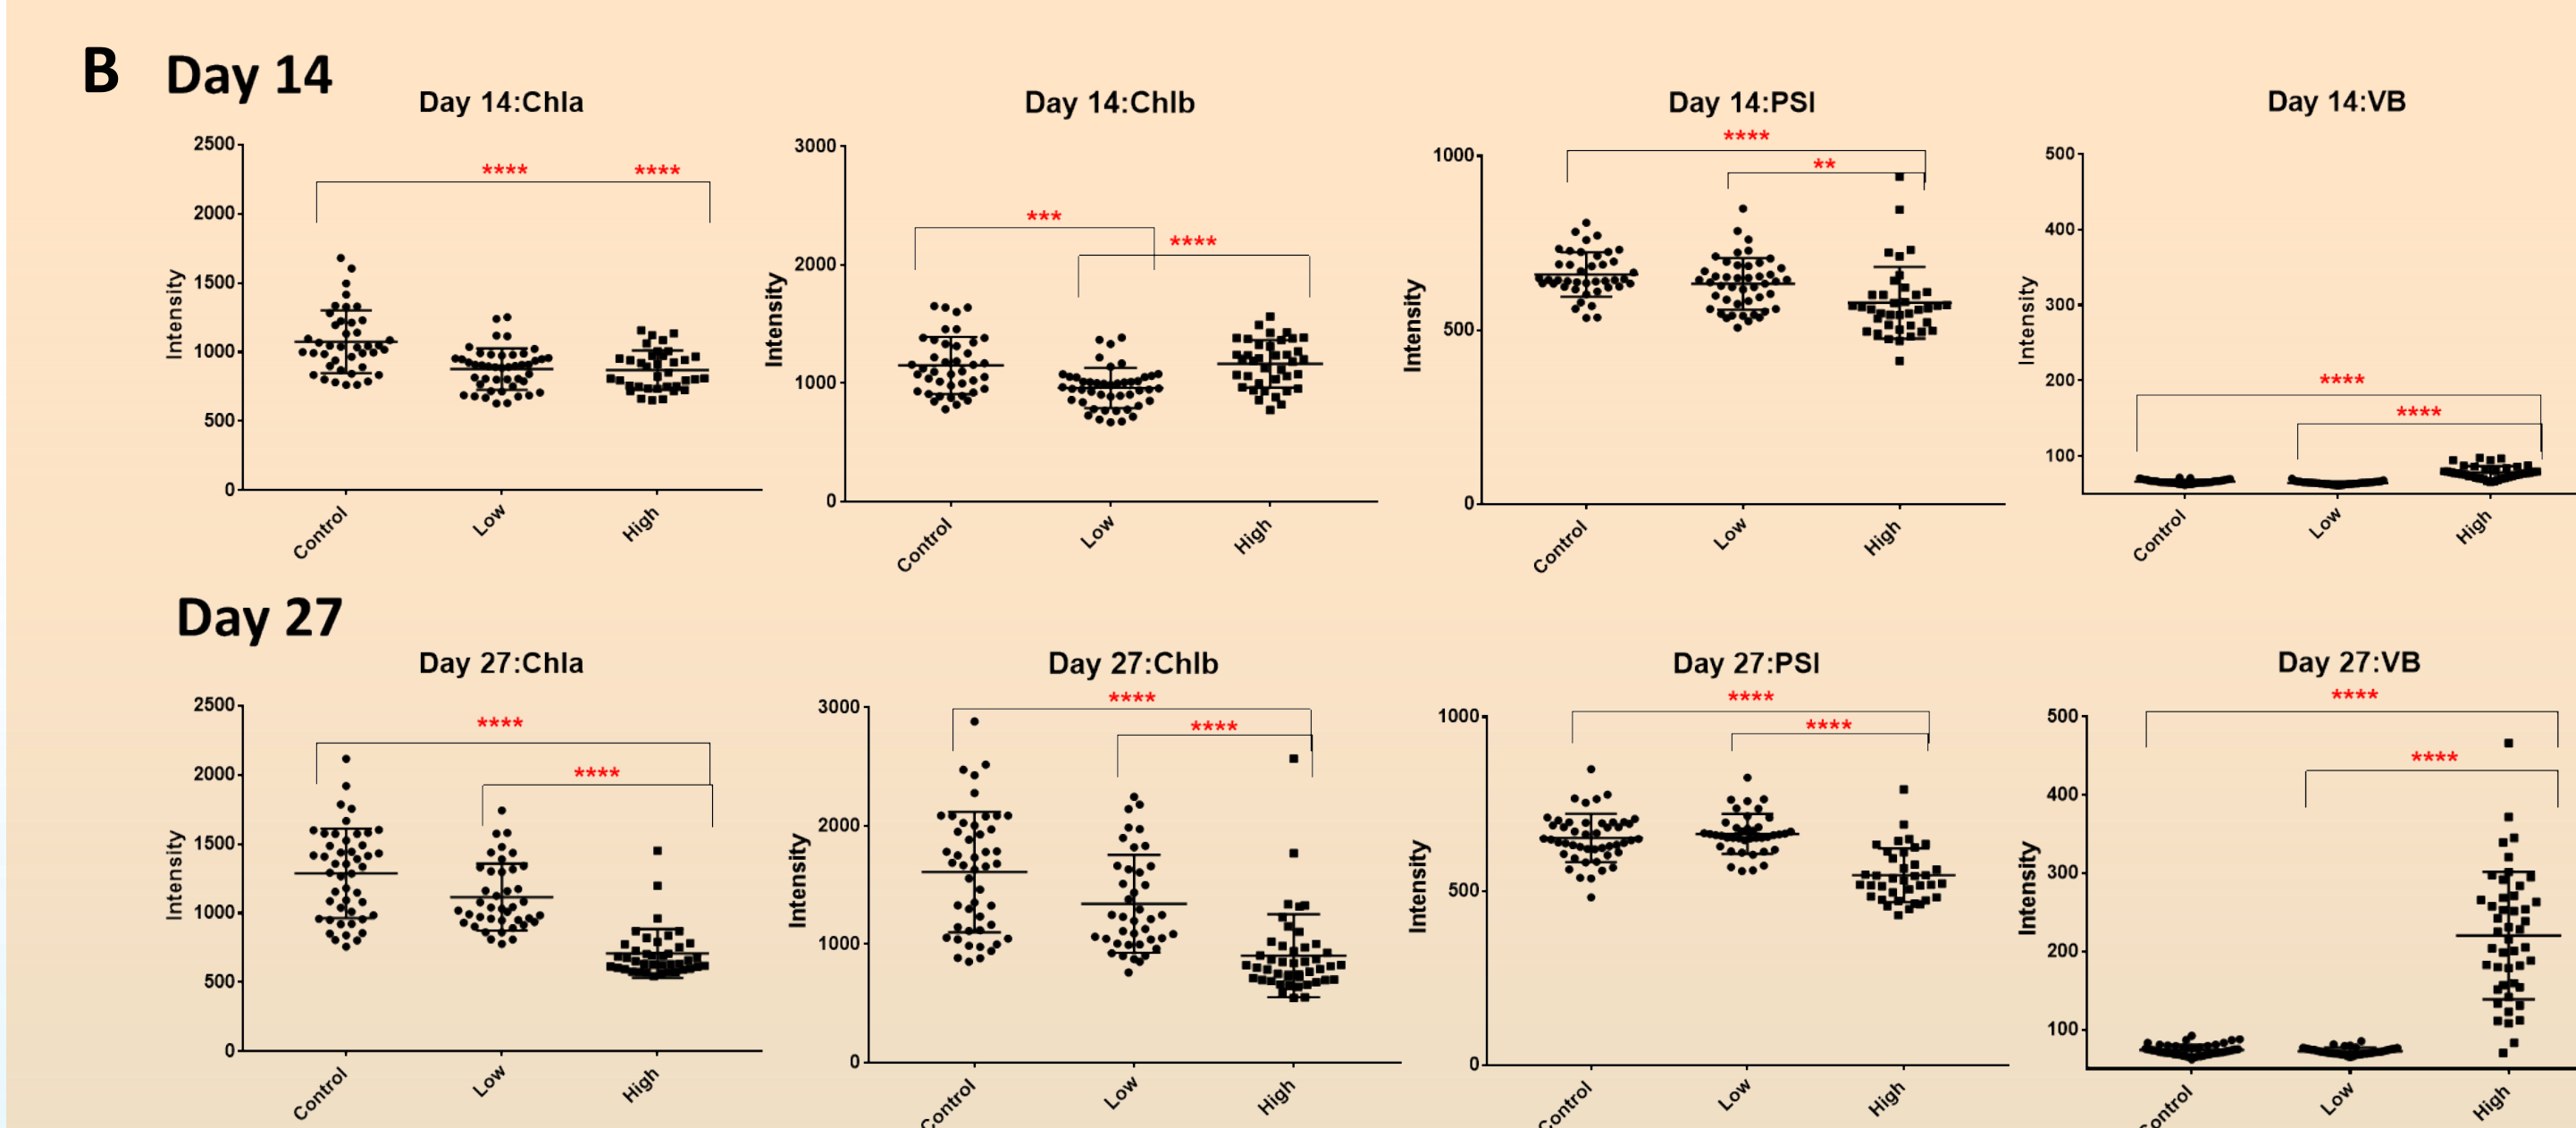 B Day 14
Day 14:Chla
2500
2000
1500
1000
500
0
Intensity
**** ****
Control
Low
High
Day 14:Chlb
3000
2000
1000
0
Intensity
***
****
Control
Low
High
Day 14:PSI
1000
500
0
Intensity
****
**
Control
Low
High
Day 14:VB
500
400
300
200
100
Intensity
****
****
Control
Low
High
Day 27
Day 27:Chla
2500
2000
1500
1000
500
0
Intensity
****
****
Control
Low
High
Day 27:Chlb
3000
2000
1000
0
Intensity
****
****
Control
Low
High
Day 27:PSI
1000
500
0
Intensity
****
****
Control
Low
High
Day 27:VB
500
400
300
200
100
Intensity
****
****
Control
Low
High